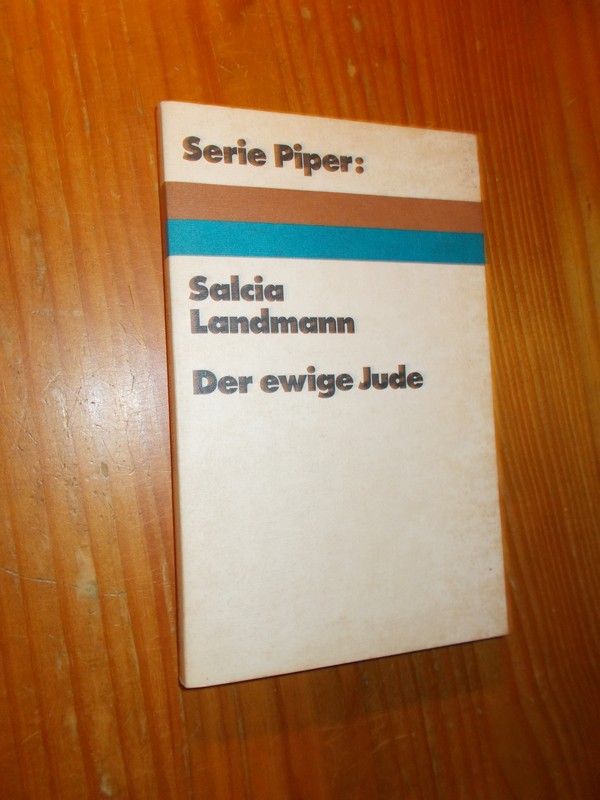 Serie Piper:
Salcia
Landmann
Der ewige Jude